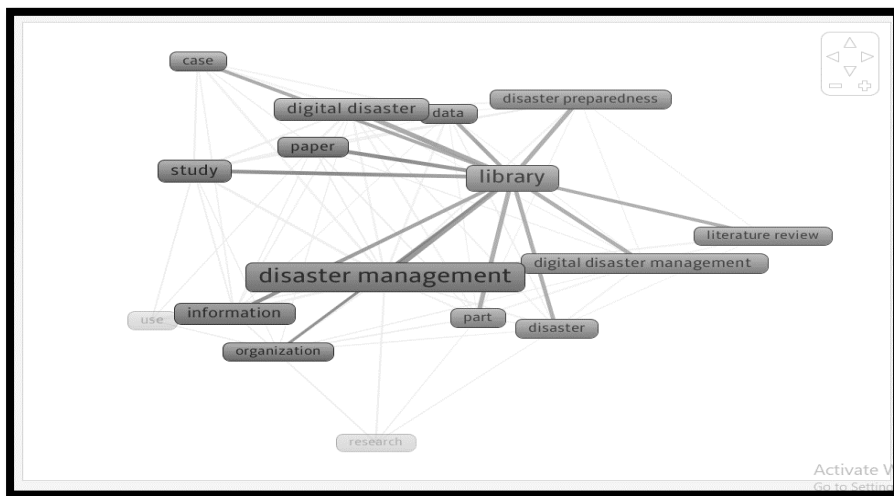 case
digital disaster
data
disaster preparedness
paper
study
library
literature review
digital disaster management
disaster management
information
use
part
disaster
organization
research
Activate
Go to Setting